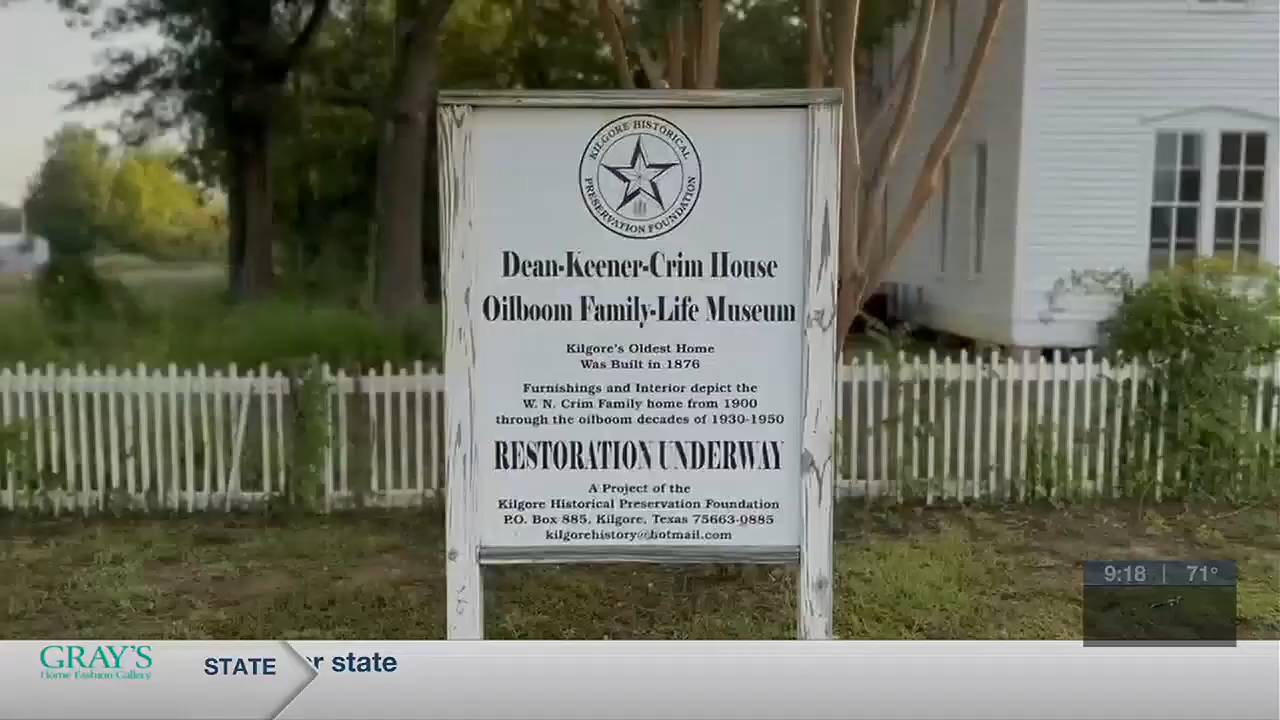 KILGORE HISTORICAL
PRESERVATION FOUNDATION
Dean-Keener-Crim House
Oilboom Family-Life Museum
Kilgore's Oldest Home
Was Built in 1876
Furnishings and Interior depict the
W. N. Crim Family home from 1900
through the oilboom decades of 1930-1950
RESTORATION UNDERWAY
A Project of the
Kilgore Historical Preservation Foundation
P.O. Box 885, Kilgore, Texas 75663-0885
kilgorehistory@hotmail.com
9:18 | 71°
GRAY'S
Home Fashion Gallery
STATE
r state